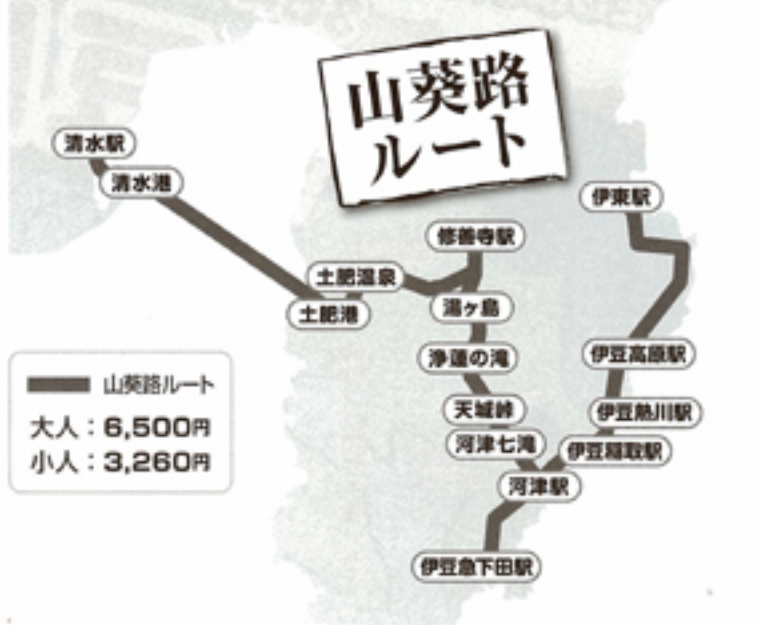 山葵路
ルート
清水駅
清水港
伊東駅
修善寺駅
土肥温泉
土肥港
湯ヶ島
浄蓮の滝
伊豆高原駅
天城峠
伊豆熱川駅
河津七滝
伊豆稲取駅
河津駅
伊豆急下田駅
山葵路ルート
大人：6,500円
小人：3,260円